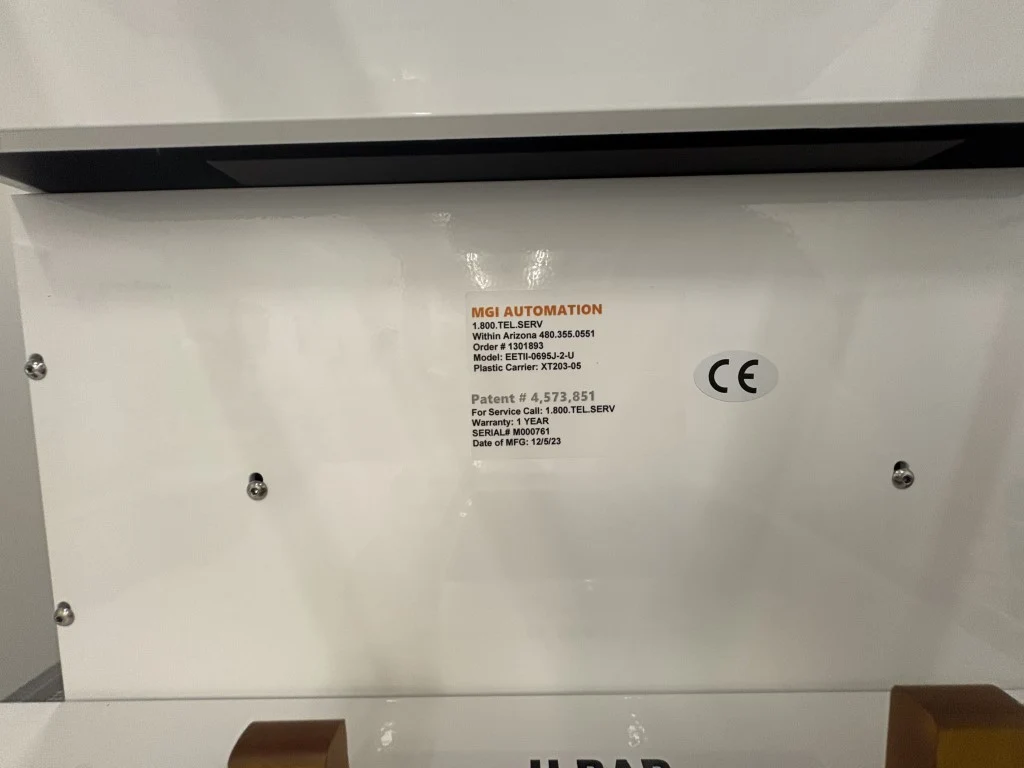 MGI AUTOMATION
1.800.TEL.SERV
Within Arizona 480.355.0551
Order # 1301893
Model: EETII-0695J-2-U
Plastic Carrier: XT203-05
Patent # 4,573,851
For Service Call: 1.800.TEL.SERV
Warranty: 1 YEAR
SERIAL# M000761
Date of MFG: 12/5/23
CE